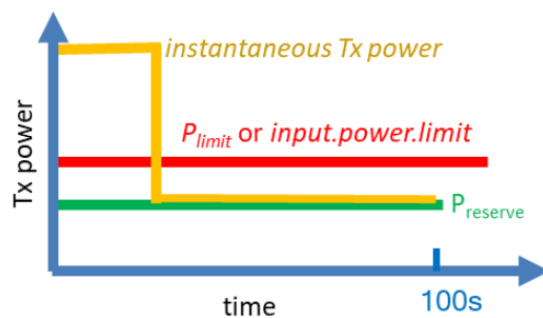 instantaneous Tx power
Plimit or input.power.limit
Tx power
Preserve
100s
time